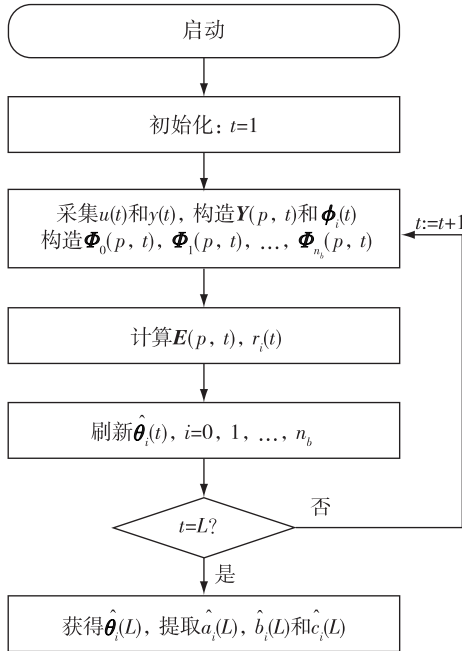 启动
初始化: t=1
采集u(t)和y(t), 构造Y(p, t)和ϕ_i(t)
构造Φ_0(p, t), Φ_1(p, t), …, Φ_{n_b}(p, t)
t:=t+1
计算E(p, t), r_i(t)
刷新θ̂_i(t), i=0, 1, …, n_b
t=L?
否
是
获得θ̂_i(L), 提取â_i(L), b̂_i(L)和ĉ_i(L)